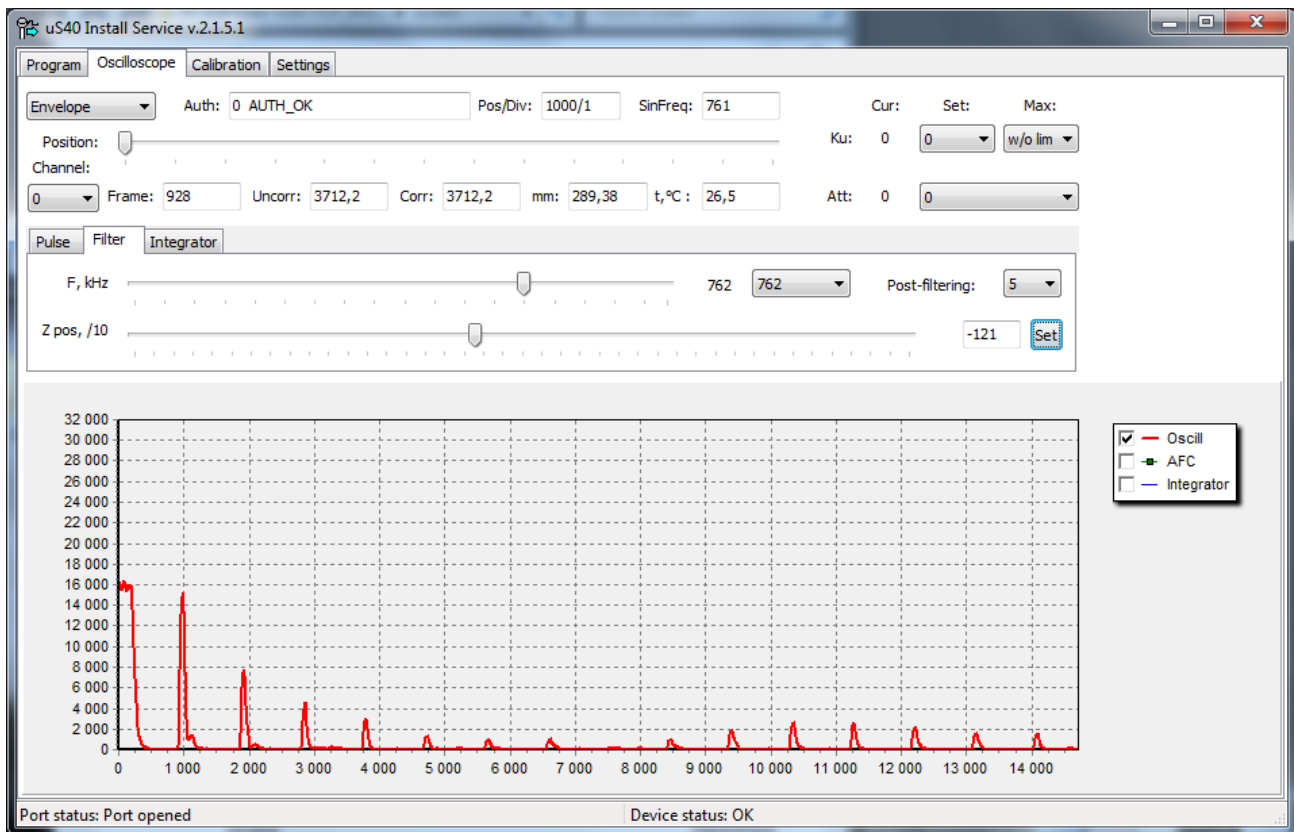 uS40 Install Service v.2.1.5.1
Program Oscilloscope Calibration Settings
Envelope Auth: 0 AUTH_OK Pos/Div: 1000/1 SinFreq: 761 Cur: Set: Max:
Position: Ku: 0 0 w/o lim
Channel:
0 Frame: 928 Uncorr: 3712,2 Corr: 3712,2 mm: 289,38 t,ºC : 26,5 Att: 0 0
Pulse Filter Integrator
F, kHz 762 762 Post-filtering: 5
Z pos, /10 -121 Set
32 000
30 000
28 000
26 000
24 000
22 000
20 000
18 000
16 000
14 000
12 000
10 000
8 000
6 000
4 000
2 000
0
0 1 000 2 000 3 000 4 000 5 000 6 000 7 000 8 000 9 000 10 000 11 000 12 000 13 000 14 000
Oscill
AFC
Integrator
Port status: Port opened Device status: OK